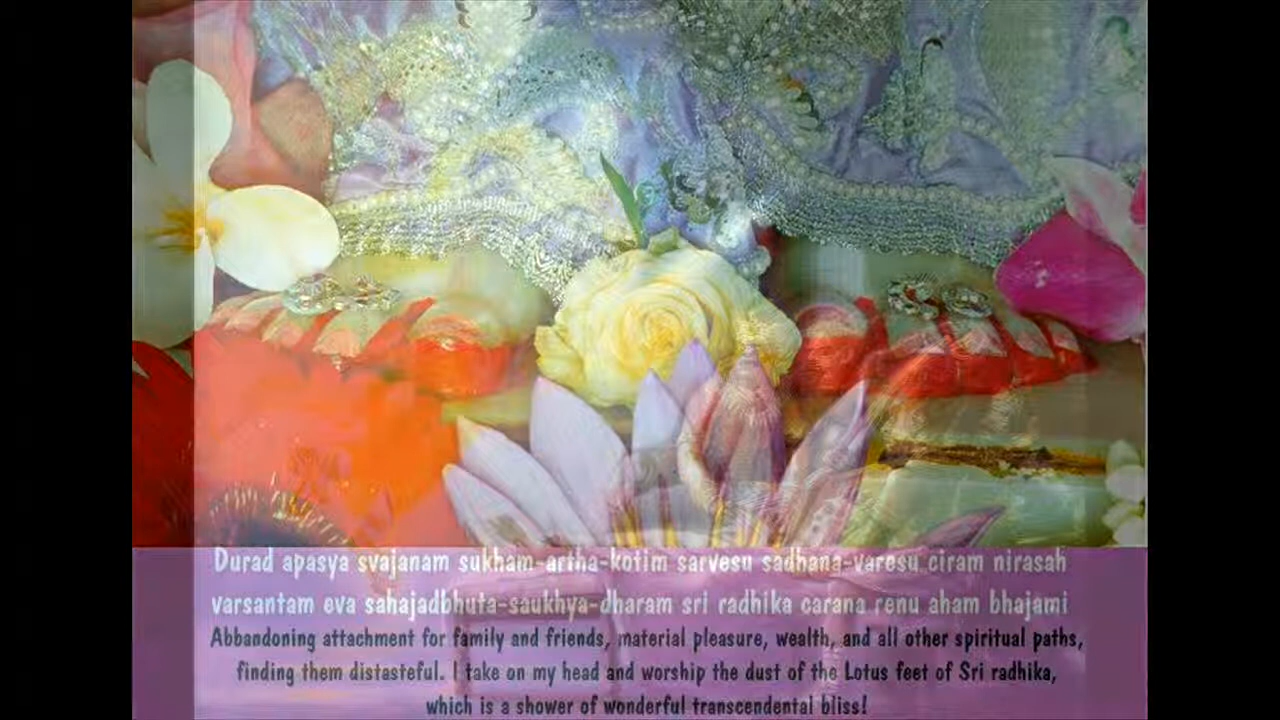 Durad apasya svajanam sukham-artha-kotim sarvesu sadhana-varesu ciram nirasah
varsantam eva sahajadbhuta-saukhya-dharam sri radhika carana renu aham bhajami
Abbandoning attachment for family and friends, material pleasure, wealth, and all other spiritual paths,
finding them distasteful. I take on my head and worship the dust of the Lotus feet of Sri radhika,
which is a shower of wonderful transcendental bliss!